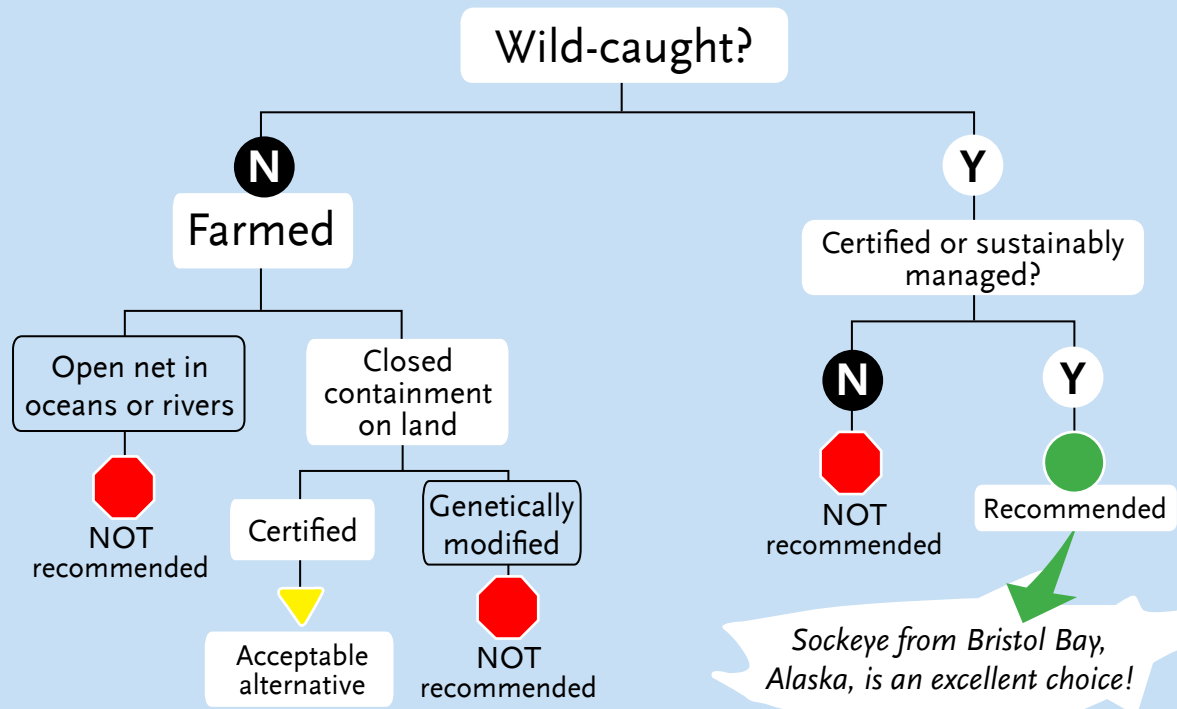 Wild-caught?
N
Y
Farmed
Certified or sustainably
managed?
Open net in
oceans or rivers
Closed
containment
on land
N
Y
NOT
recommended
Certified
Genetically
modified
NOT
recommended
Recommended
Acceptable
alternative
NOT
recommended
Sockeye from Bristol Bay,
Alaska, is an excellent choice!